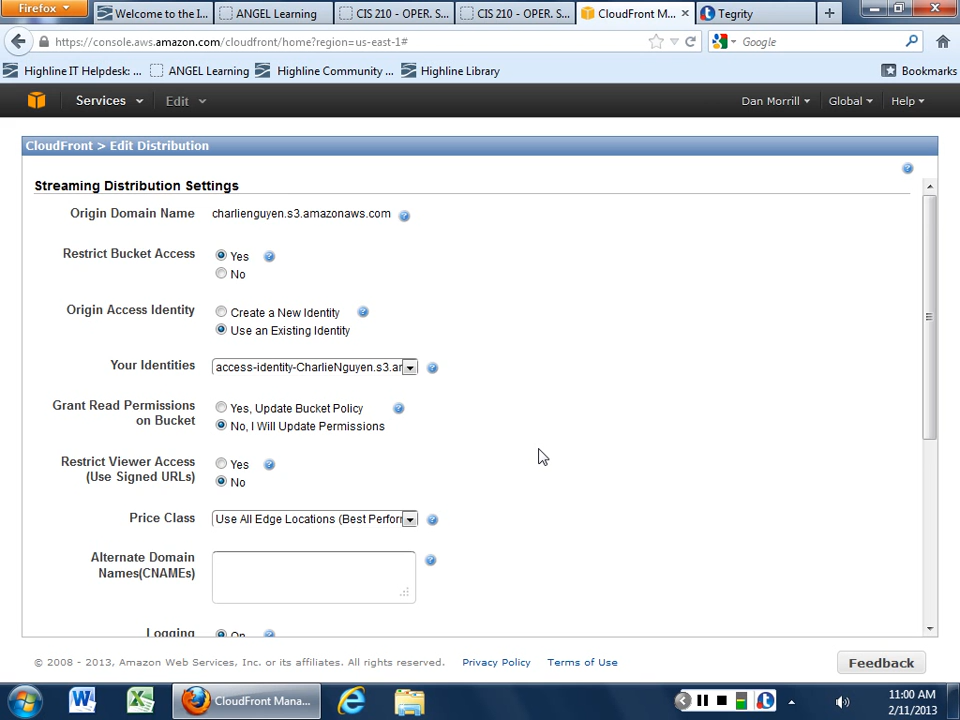 Firefox
Welcome to the I...
ANGEL Learning
CIS 210 - OPER. S...
CIS 210 - OPER. S...
CloudFront M...
Tegrity
https://console.aws.amazon.com/cloudfront/home?region=us-east-1#
Google
Highline IT Helpdesk: ...
ANGEL Learning
Highline Community ...
Highline Library
Bookmarks
Services
Edit
Dan Morrill
Global
Help
CloudFront > Edit Distribution
Streaming Distribution Settings
Origin Domain Name
charlienguyen.s3.amazonaws.com
Restrict Bucket Access
Yes
No
Origin Access Identity
Create a New Identity
Use an Existing Identity
Your Identities
access-identity-CharlieNguyen.s3.ar
Grant Read Permissions
on Bucket
Yes, Update Bucket Policy
No, I Will Update Permissions
Restrict Viewer Access
(Use Signed URLs)
Yes
No
Price Class
Use All Edge Locations (Best Perfor
Alternate Domain
Names(CNAMEs)
Logging
On
© 2008 - 2013, Amazon Web Services, Inc. or its affiliates. All rights reserved.
Privacy Policy
Terms of Use
Feedback
CloudFront Mana...
11:00 AM
2/11/2013